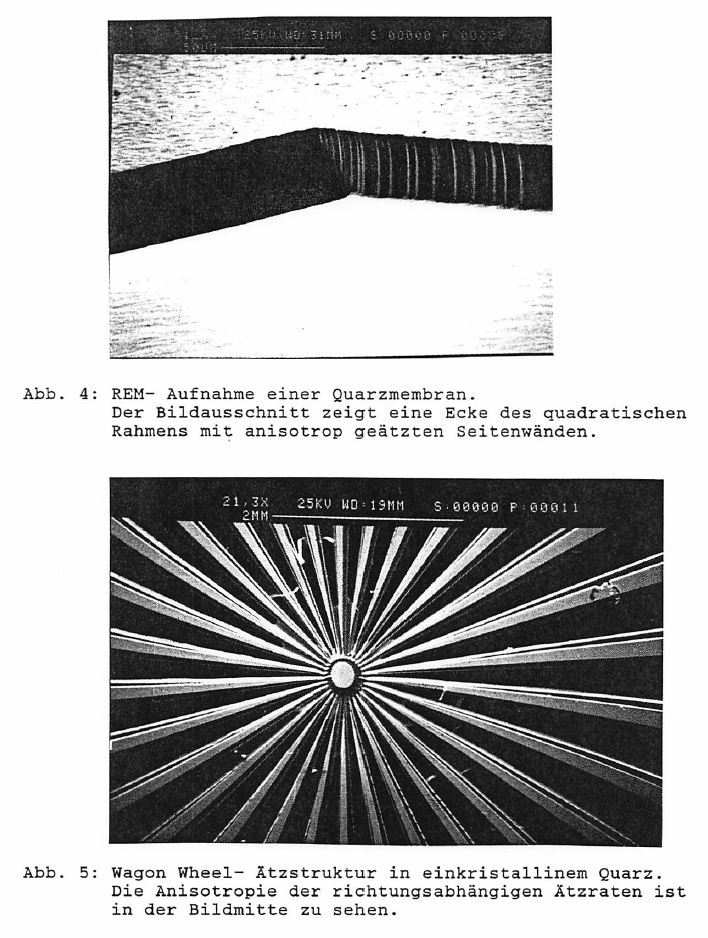 25KV WD:31MM S:00000 P:
50UM
Abb. 4: REM- Aufnahme einer Quarzmembran.
Der Bildausschnitt zeigt eine Ecke des quadratischen
Rahmens mit anisotrop geätzten Seitenwänden.
21,3X 25KV WD:19MM S:00000 P:00011
2MM
Abb. 5: Wagon Wheel- Ätzstruktur in einkristallinem Quarz.
Die Anisotropie der richtungsabhängigen Ätzraten ist
in der Bildmitte zu sehen.